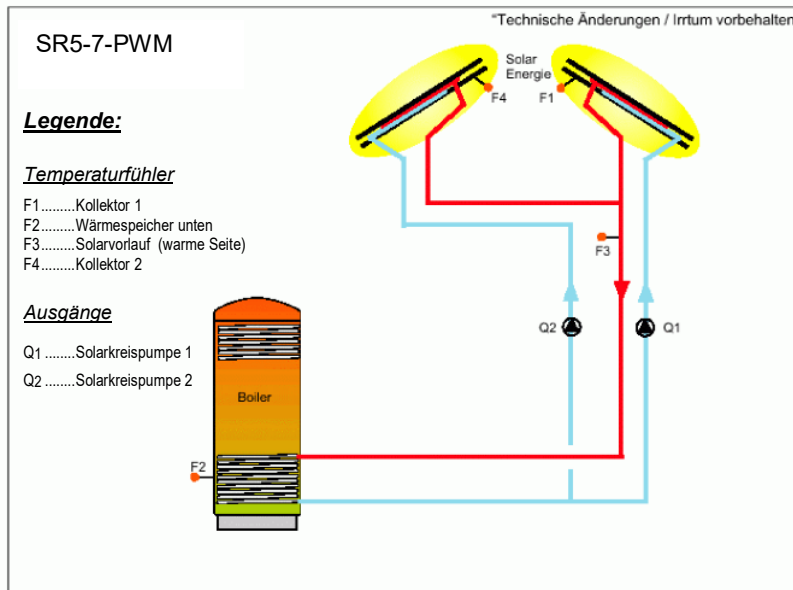 *Technische Änderungen / Irrtum vorbehalten
SR5-7-PWM
Solar
Energie
F4
F1
Legende:
Temperaturfühler
F1.........Kollektor 1
F2.........Wärmespeicher unten
F3.........Solarvorlauf (warme Seite)
F4.........Kollektor 2
F3
Ausgänge
Q1 ........Solarkreispumpe 1
Q2 ........Solarkreispumpe 2
Q2
Q1
Boiler
F2